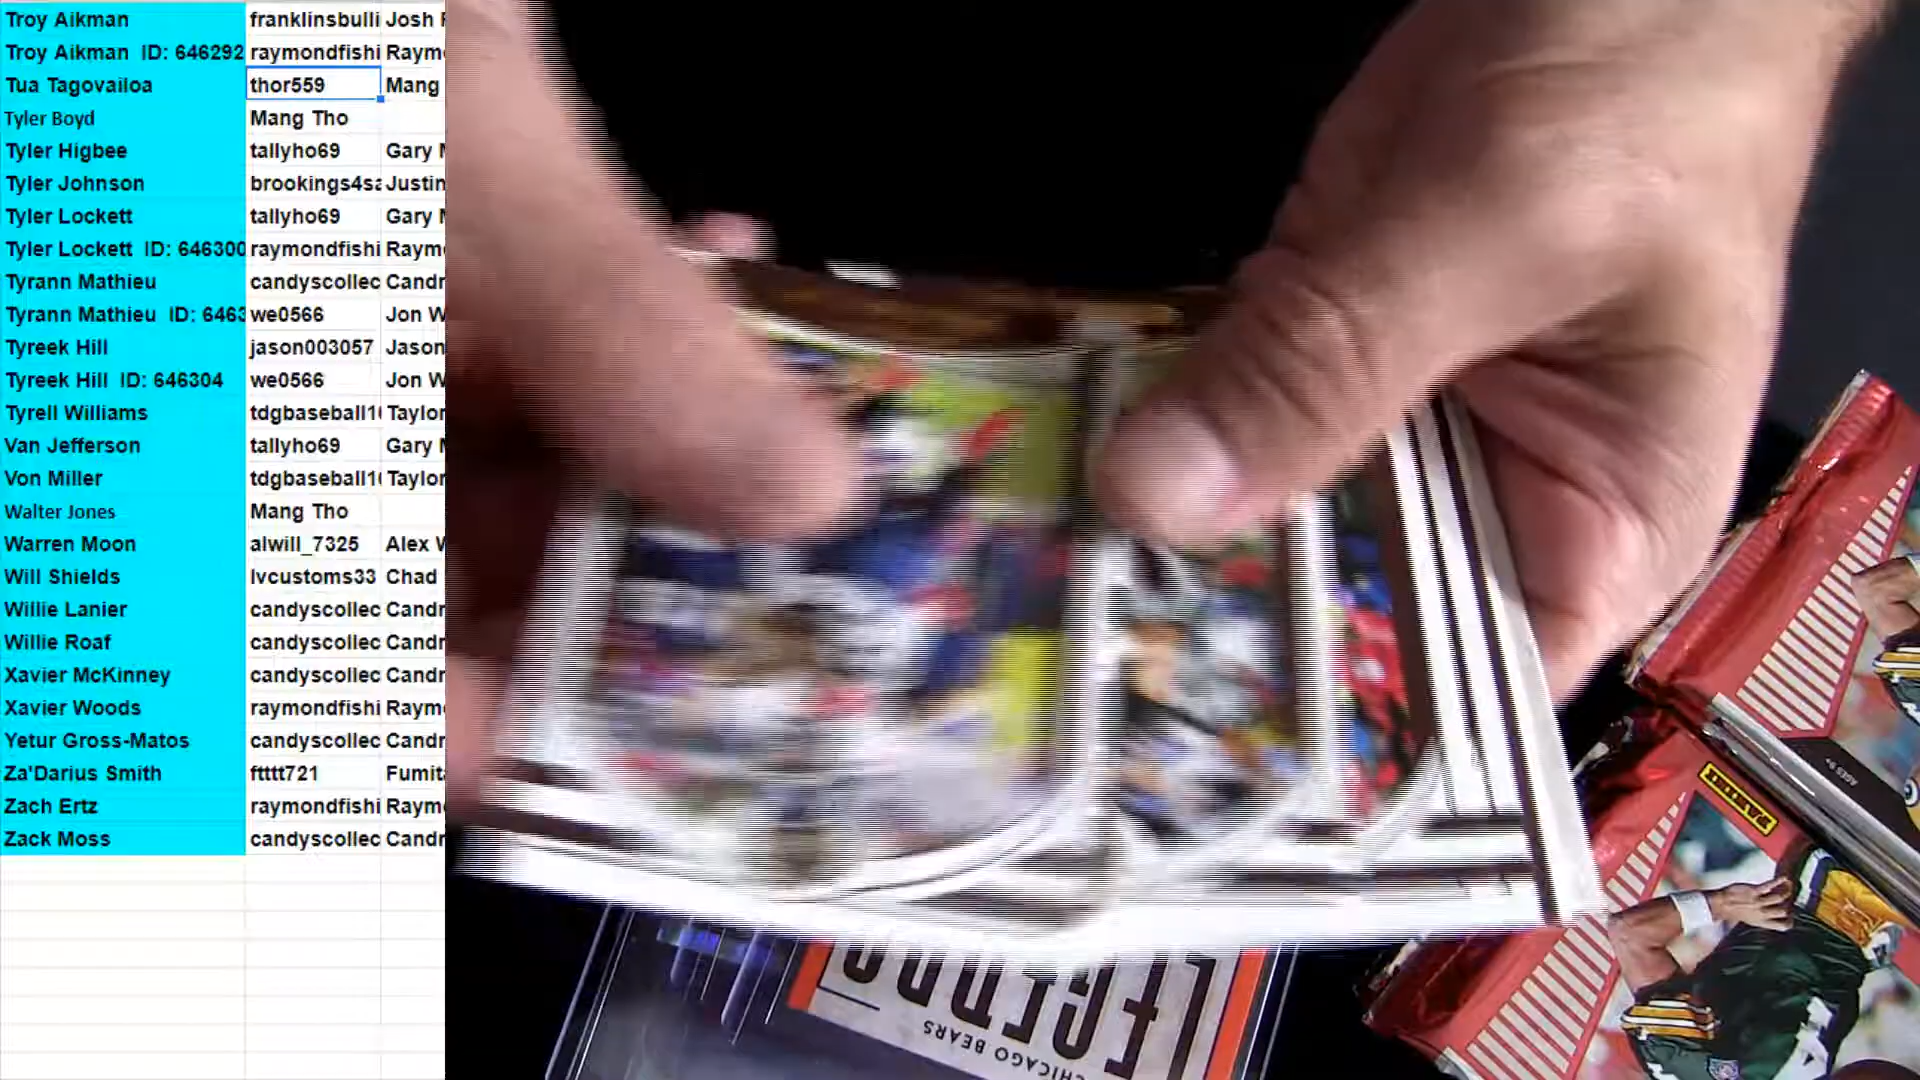 Troy Aikman franklinsbulli Josh
Troy Aikman ID: 646292 raymondfishi Raym
Tua Tagovailoa thor559 Mang
Tyler Boyd Mang Tho
Tyler Higbee tallyho69 Gary
Tyler Johnson brookings4sa Justin
Tyler Lockett tallyho69 Gary
Tyler Lockett ID: 646300 raymondfishi Raym
Tyrann Mathieu candyscollec Candr
Tyrann Mathieu ID: 646 we0566 Jon W
Tyreek Hill jason003057 Jason
Tyreek Hill ID: 646304 we0566 Jon W
Tyrell Williams tdgbaseball1 Taylor
Van Jefferson tallyho69 Gary
Von Miller tdgbaseball1 Taylor
Walter Jones Mang Tho
Warren Moon alwill_7325 Alex
Will Shields lvcustoms33 Chad
Willie Lanier candyscollec Candr
Willie Roaf candyscollec Candr
Xavier McKinney candyscollec Candr
Xavier Woods raymondfishi Raym
Yetur Gross-Matos candyscollec Candr
Za'Darius Smith ftttt721 Fumit
Zach Ertz raymondfishi Raym
Zack Moss candyscollec Candr
LEGENDS
CHICAGO BEARS
PANINI
AGES 9+